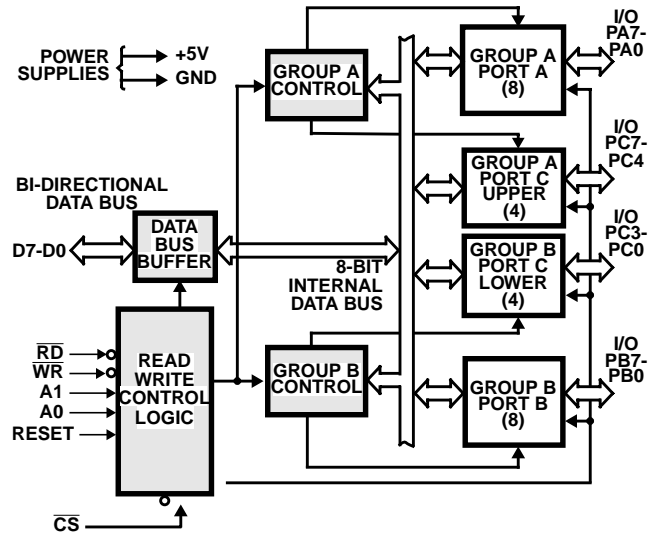 POWER
SUPPLIES
+5V
GND
GROUP A
CONTROL
GROUP A
PORT A
(8)
I/O
PA7-
PA0
GROUP A
PORT C
UPPER
(4)
I/O
PC7-
PC4
BI-DIRECTIONAL
DATA BUS
D7-D0
DATA
BUS
BUFFER
8-BIT
INTERNAL
DATA BUS
GROUP B
PORT C
LOWER
(4)
I/O
PC3-
PC0
RD
WR
A1
A0
RESET
READ
WRITE
CONTROL
LOGIC
GROUP B
CONTROL
GROUP B
PORT B
(8)
I/O
PB7-
PB0
CS